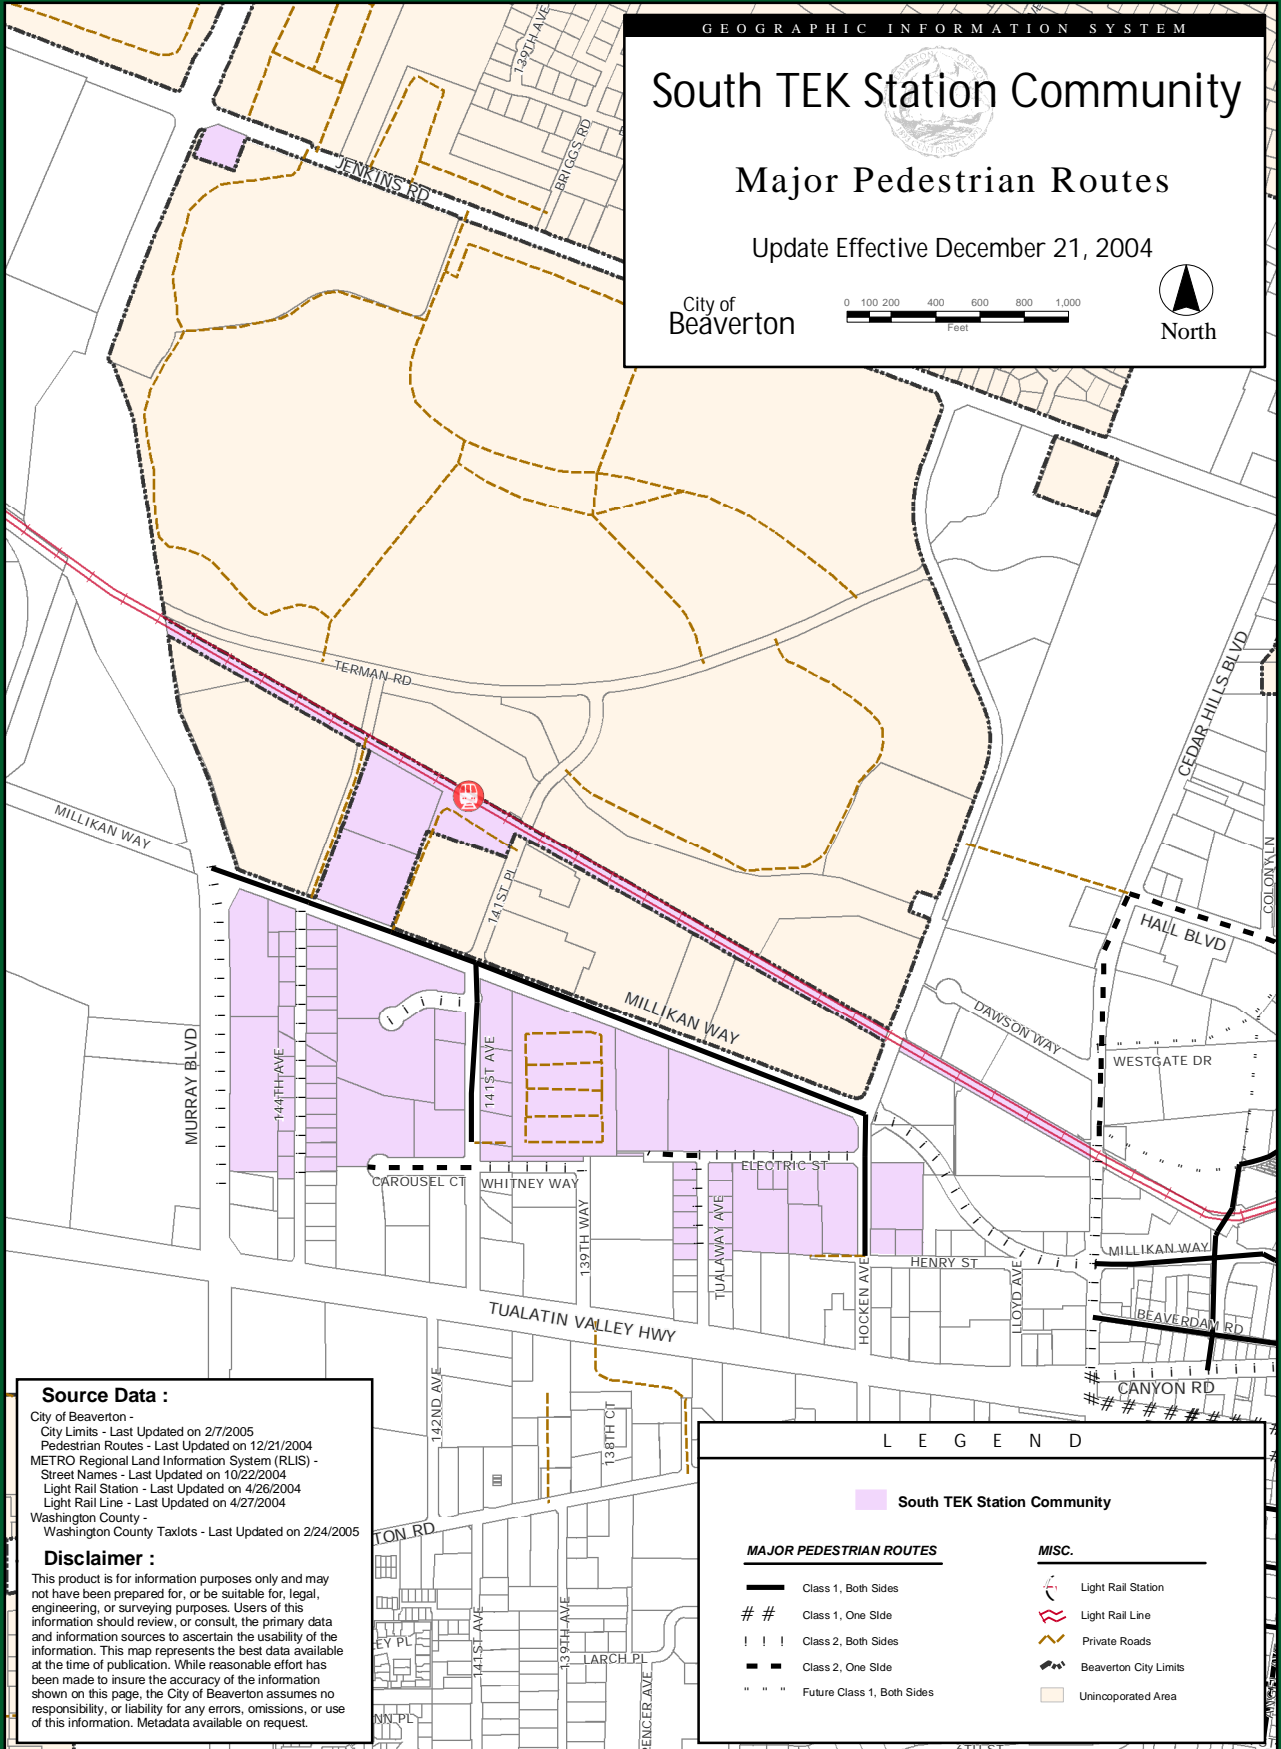 GEOGRAPHIC INFORMATION SYSTEM
South TEK Station Community
Major Pedestrian Routes
Update Effective December 21, 2004
City of
Beaverton
0 100 200 400 600 800 1,000
Feet
North
139TH AVE
BRIGGS RD
JENKINS RD
TERMAN RD
CEDAR HILLS BLVD
MILLIKAN WAY
141ST PL
COLONY LN
HALL BLVD
MILLIKAN WAY
DAWSON WAY
WESTGATE DR
MURRAY BLVD
144TH AVE
141ST AVE
ELECTRIC ST
CAROUSEL CT
WHITNEY WAY
139TH WAY
TUALAWAY AVE
HENRY ST
MILLIKAN WAY
HOCKEN AVE
LLOYD AVE
BEAVERDAM RD
TUALATIN VALLEY HWY
CANYON RD
142ND AVE
138TH CT
TON RD
141ST AVE
139TH AVE
EY PL
LARCH PL
NN PL
ENCER AVE
6TH ST
Source Data :
City of Beaverton -
City Limits - Last Updated on 2/7/2005
Pedestrian Routes - Last Updated on 12/21/2004
METRO Regional Land Information System (RLIS) -
Street Names - Last Updated on 10/22/2004
Light Rail Station - Last Updated on 4/26/2004
Light Rail Line - Last Updated on 4/27/2004
Washington County -
Washington County Taxlots - Last Updated on 2/24/2005
Disclaimer :
This product is for information purposes only and may
not have been prepared for, or be suitable for, legal,
engineering, or surveying purposes. Users of this
information should review, or consult, the primary data
and information sources to ascertain the usability of the
information. This map represents the best data available
at the time of publication. While reasonable effort has
been made to insure the accuracy of the information
shown on this page, the City of Beaverton assumes no
responsibility, or liability for any errors, omissions, or use
of this information. Metadata available on request.
LEGEND
South TEK Station Community
MAJOR PEDESTRIAN ROUTES
Class 1, Both Sides
Class 1, One SIde
Class 2, Both Sides
Class 2, One SIde
Future Class 1, Both Sides
MISC.
Light Rail Station
Light Rail Line
Private Roads
Beaverton City Limits
Unincoporated Area